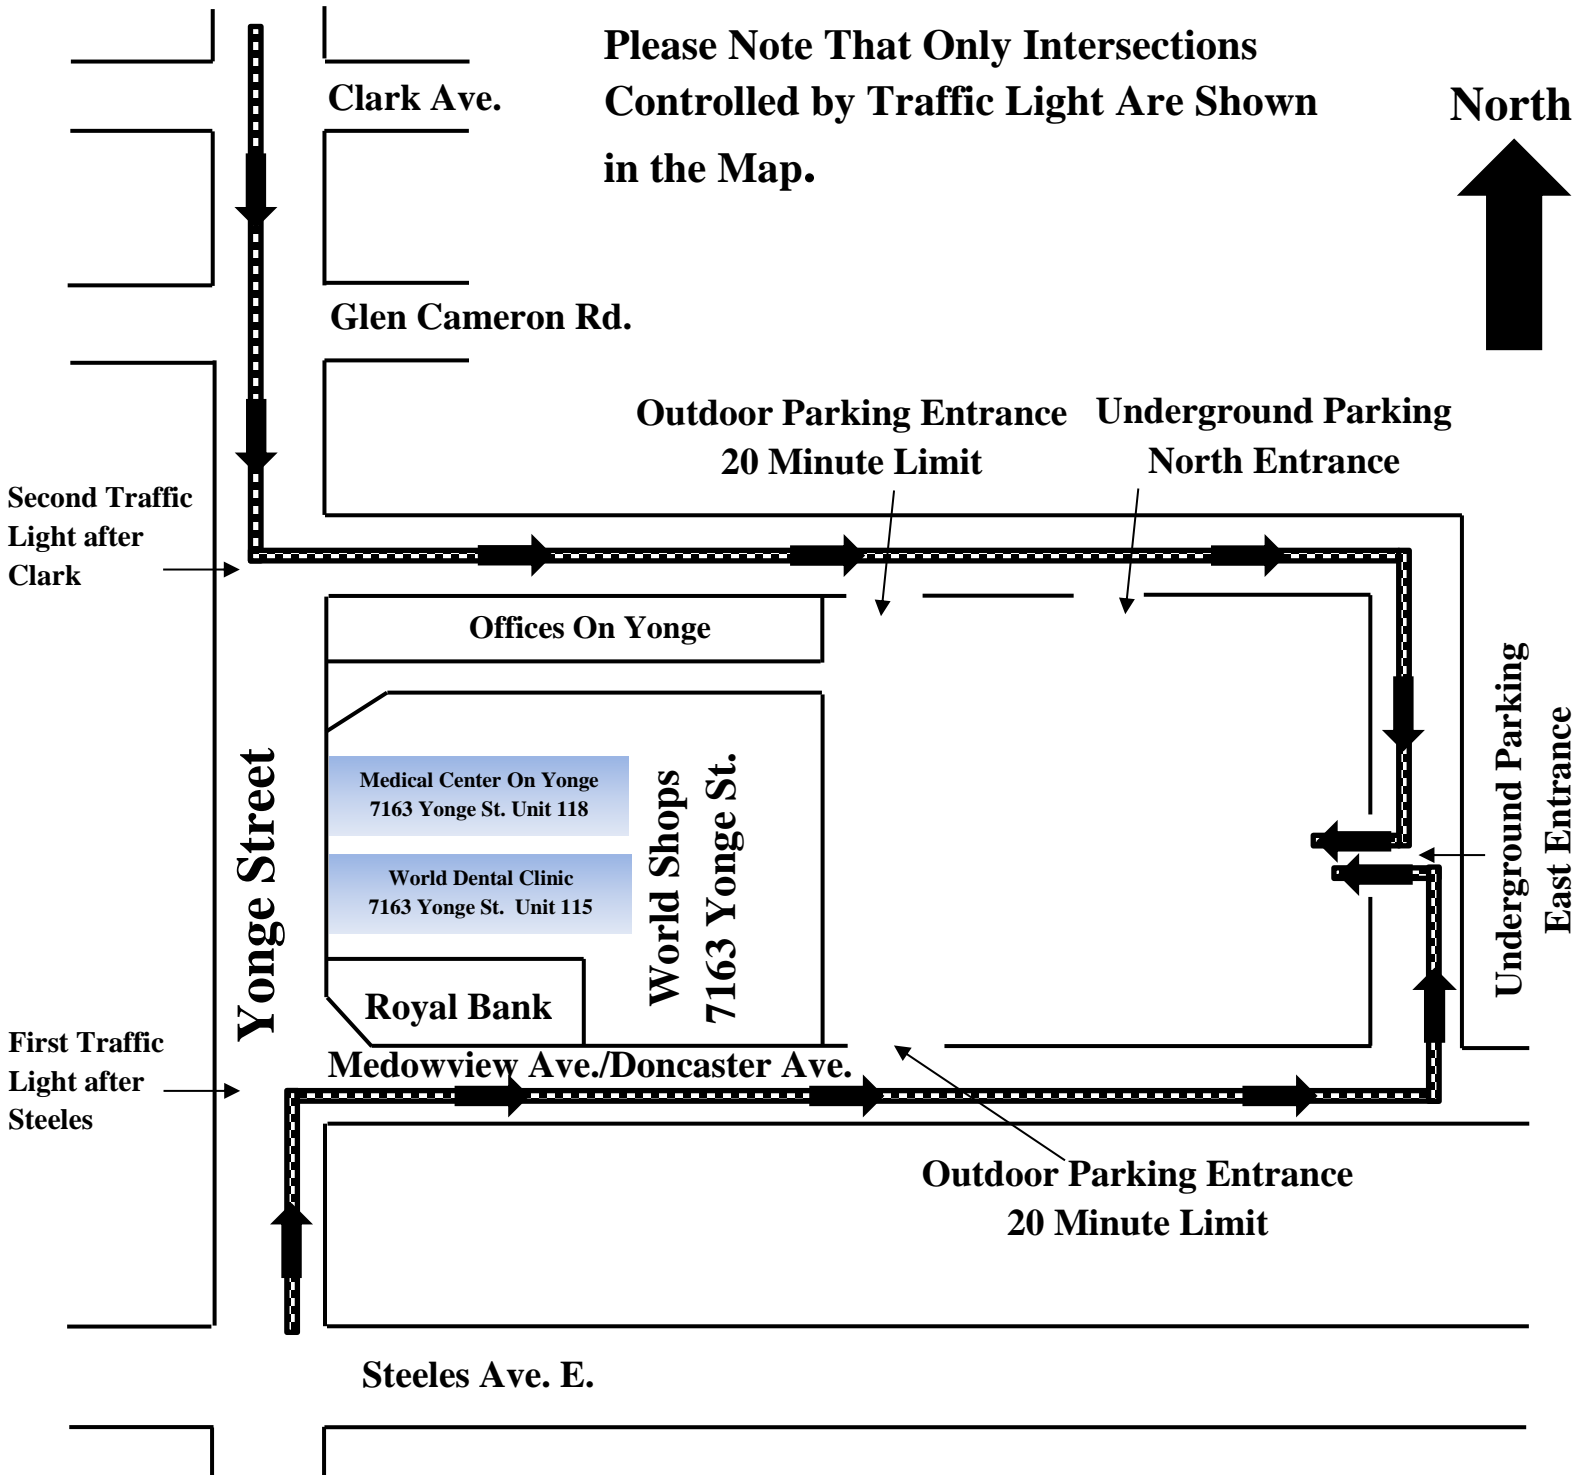 Please Note That Only Intersections
Controlled by Traffic Light Are Shown
in the Map.
North
Clark Ave.
Glen Cameron Rd.
Outdoor Parking Entrance
20 Minute Limit
Underground Parking
North Entrance
Second Traffic
Light after
Clark
Offices On Yonge
Yonge Street
Medical Center On Yonge
7163 Yonge St. Unit 118
World Dental Clinic
7163 Yonge St.  Unit 115
World Shops
7163 Yonge St.
Underground Parking
East Entrance
Royal Bank
First Traffic
Light after
Steeles
Medowview Ave./Doncaster Ave.
Outdoor Parking Entrance
20 Minute Limit
Steeles Ave. E.